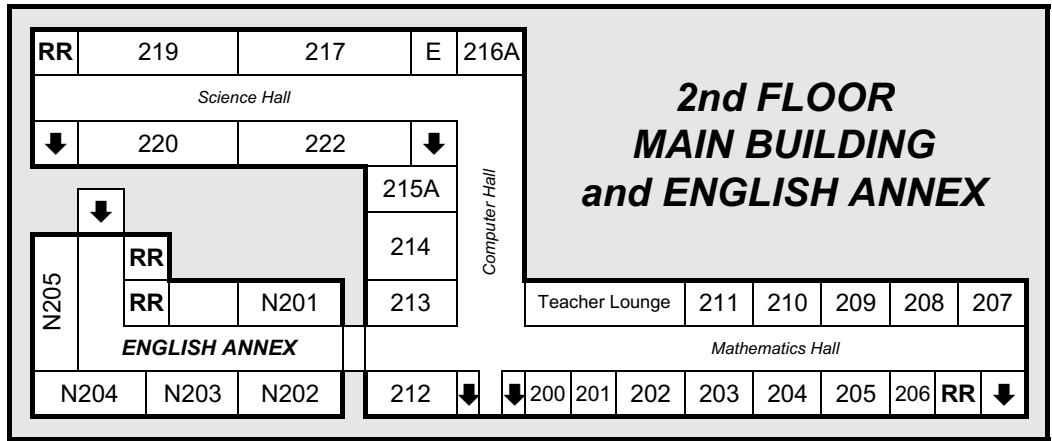 RR 219 217 E 216A
Science Hall
2nd FLOOR
MAIN BUILDING
and ENGLISH ANNEX
220 222
215A
Computer Hall
214
RR
N205
RR N201 213 Teacher Lounge 211 210 209 208 207
ENGLISH ANNEX Mathematics Hall
N204 N203 N202 212 200 201 202 203 204 205 206 RR